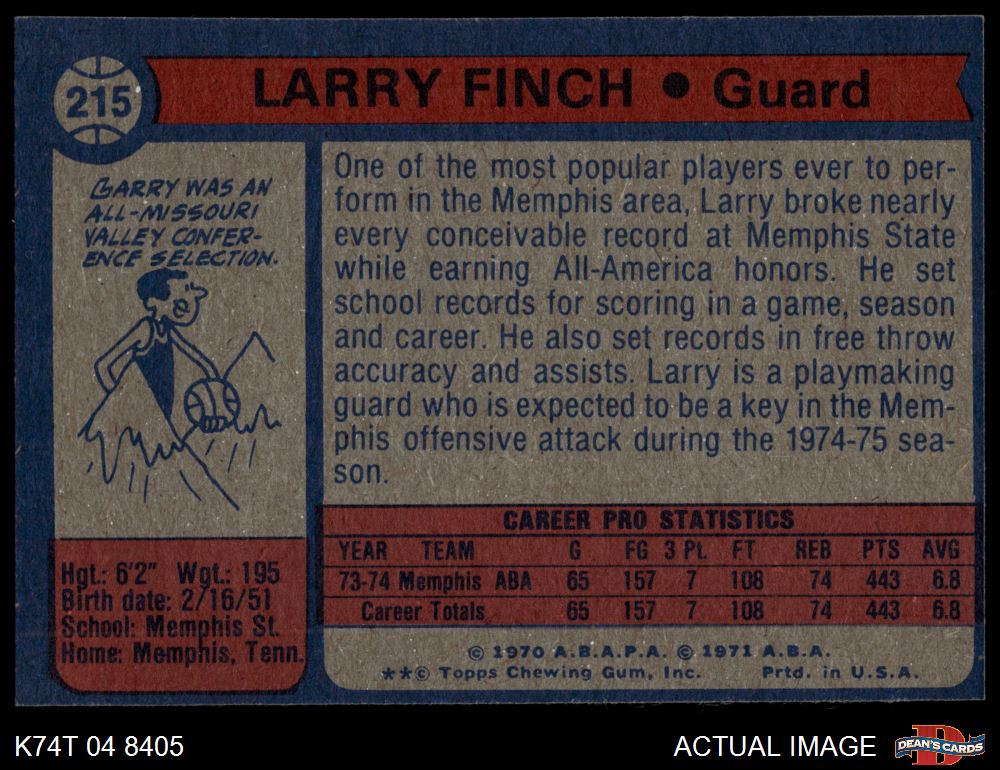 215
LARRY FINCH • Guard
LARRY WAS AN
ALL-MISSOURI
VALLEY CONFER-
ENCE SELECTION.
One of the most popular players ever to per-
form in the Memphis area, Larry broke nearly
every conceivable record at Memphis State
while earning All-America honors. He set
school records for scoring in a game, season
and career. He also set records in free throw
accuracy and assists. Larry is a playmaking
guard who is expected to be a key in the Mem-
phis offensive attack during the 1974-75 sea-
son.
Hgt.: 6'2" Wgt.: 195
Birth date: 2/16/51
School: Memphis St.
Home: Memphis, Tenn.
CAREER PRO STATISTICS
YEAR TEAM G FG 3 Pt. FT REB PTS AVG
73-74 Memphis ABA 65 157 7 108 74 443 6.8
Career Totals 65 157 7 108 74 443 6.8
© 1970 A.B.A.P.A. © 1971 A.B.A.
**© Topps Chewing Gum, Inc. Prtd. in U.S.A.
K74T 04 8405
ACTUAL IMAGE
D
DEAN'S CARDS